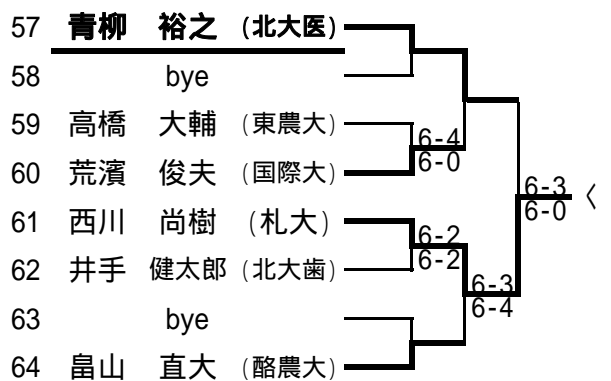 57 青柳 裕之 (北大医)
58 bye
59 高橋 大輔 (東農大)
6-4
6-0
60 荒濱 俊夫 (国際大)
6-3
6-0
61 西川 尚樹 (札大)
6-2
6-2
62 井手 健太郎 (北大歯)
6-3
6-4
63 bye
64 畠山 直大 (酪農大)